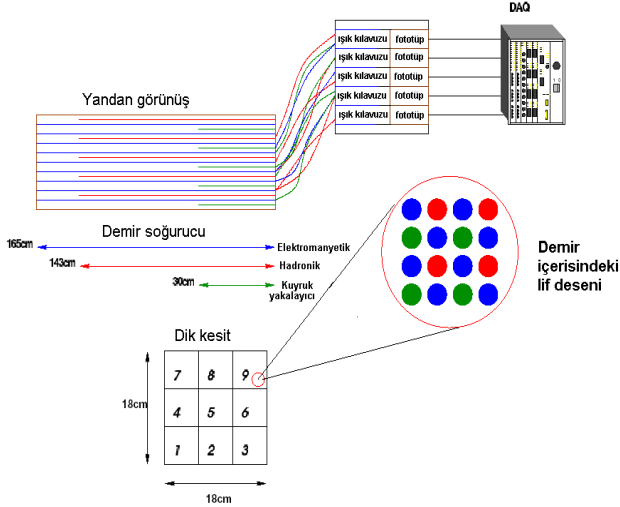 DAQ
ışık kılavuzu fototüp
ışık kılavuzu fototüp
ışık kılavuzu fototüp
ışık kılavuzu fototüp
ışık kılavuzu fototüp
Yandan görünüş
Demir soğurucu
165cm
Elektromanyetik
143cm
Hadronik
30cm
Kuyruk
yakalayıcı
Demir
içerisindeki
lif deseni
Dik kesit
7 8 9
18cm
4 5 6
1 2 3
18cm